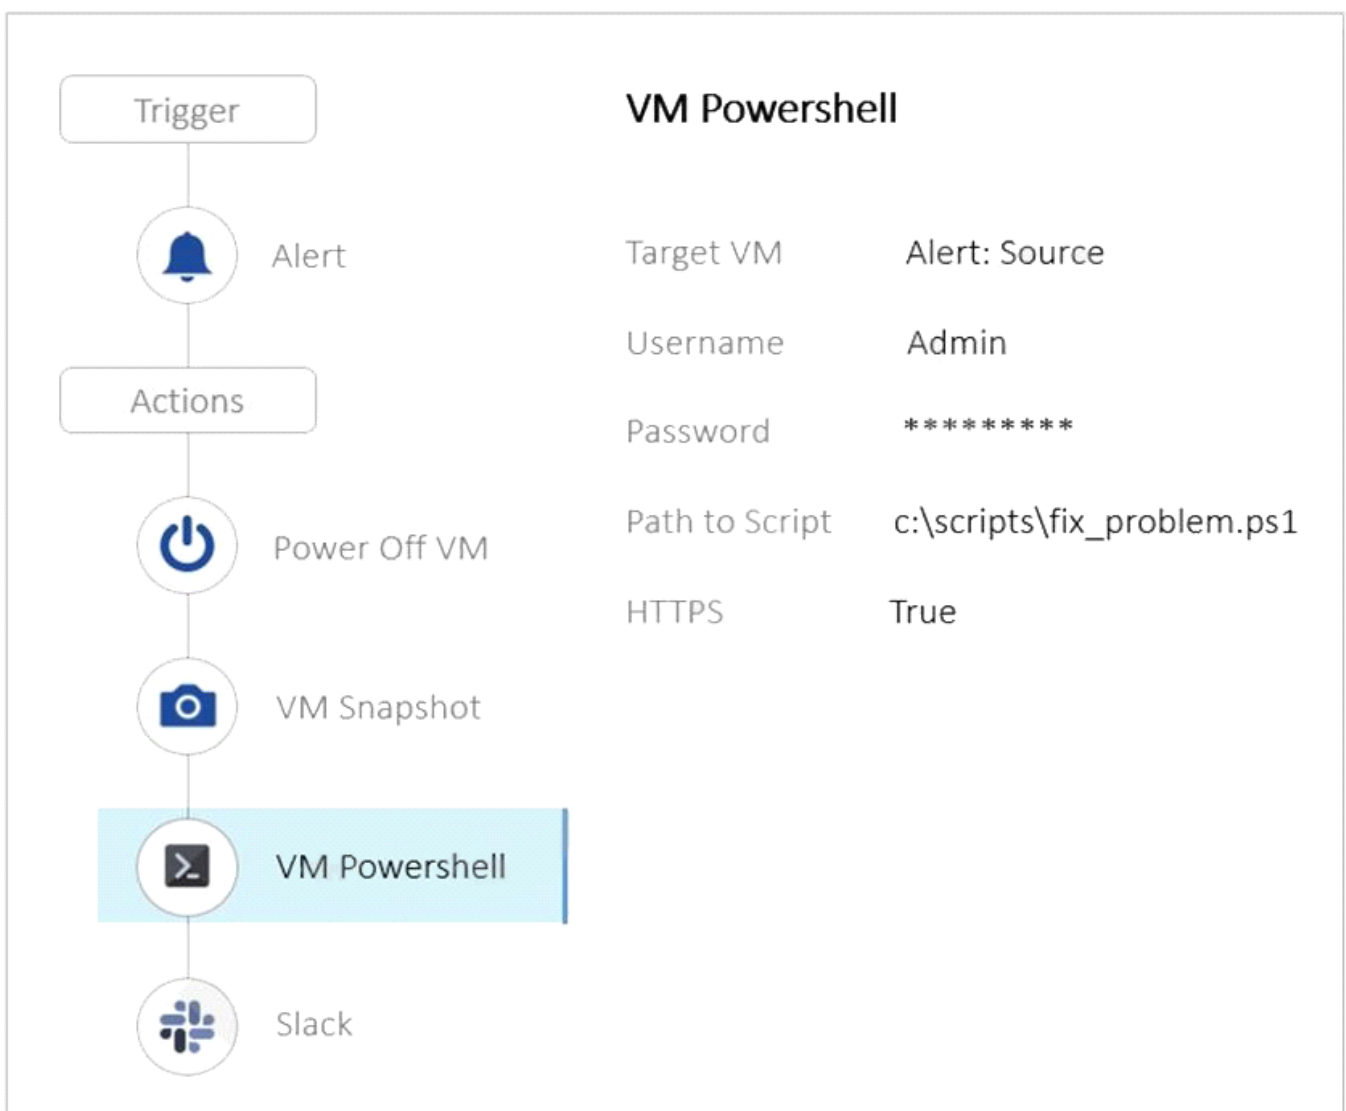 Trigger
Alert
Actions
Power Off VM
VM Snapshot
VM Powershell
Slack
VM Powershell
Target VM Alert: Source
Username Admin
Password *********
Path to Script c:\scripts\fix_problem.ps1
HTTPS True